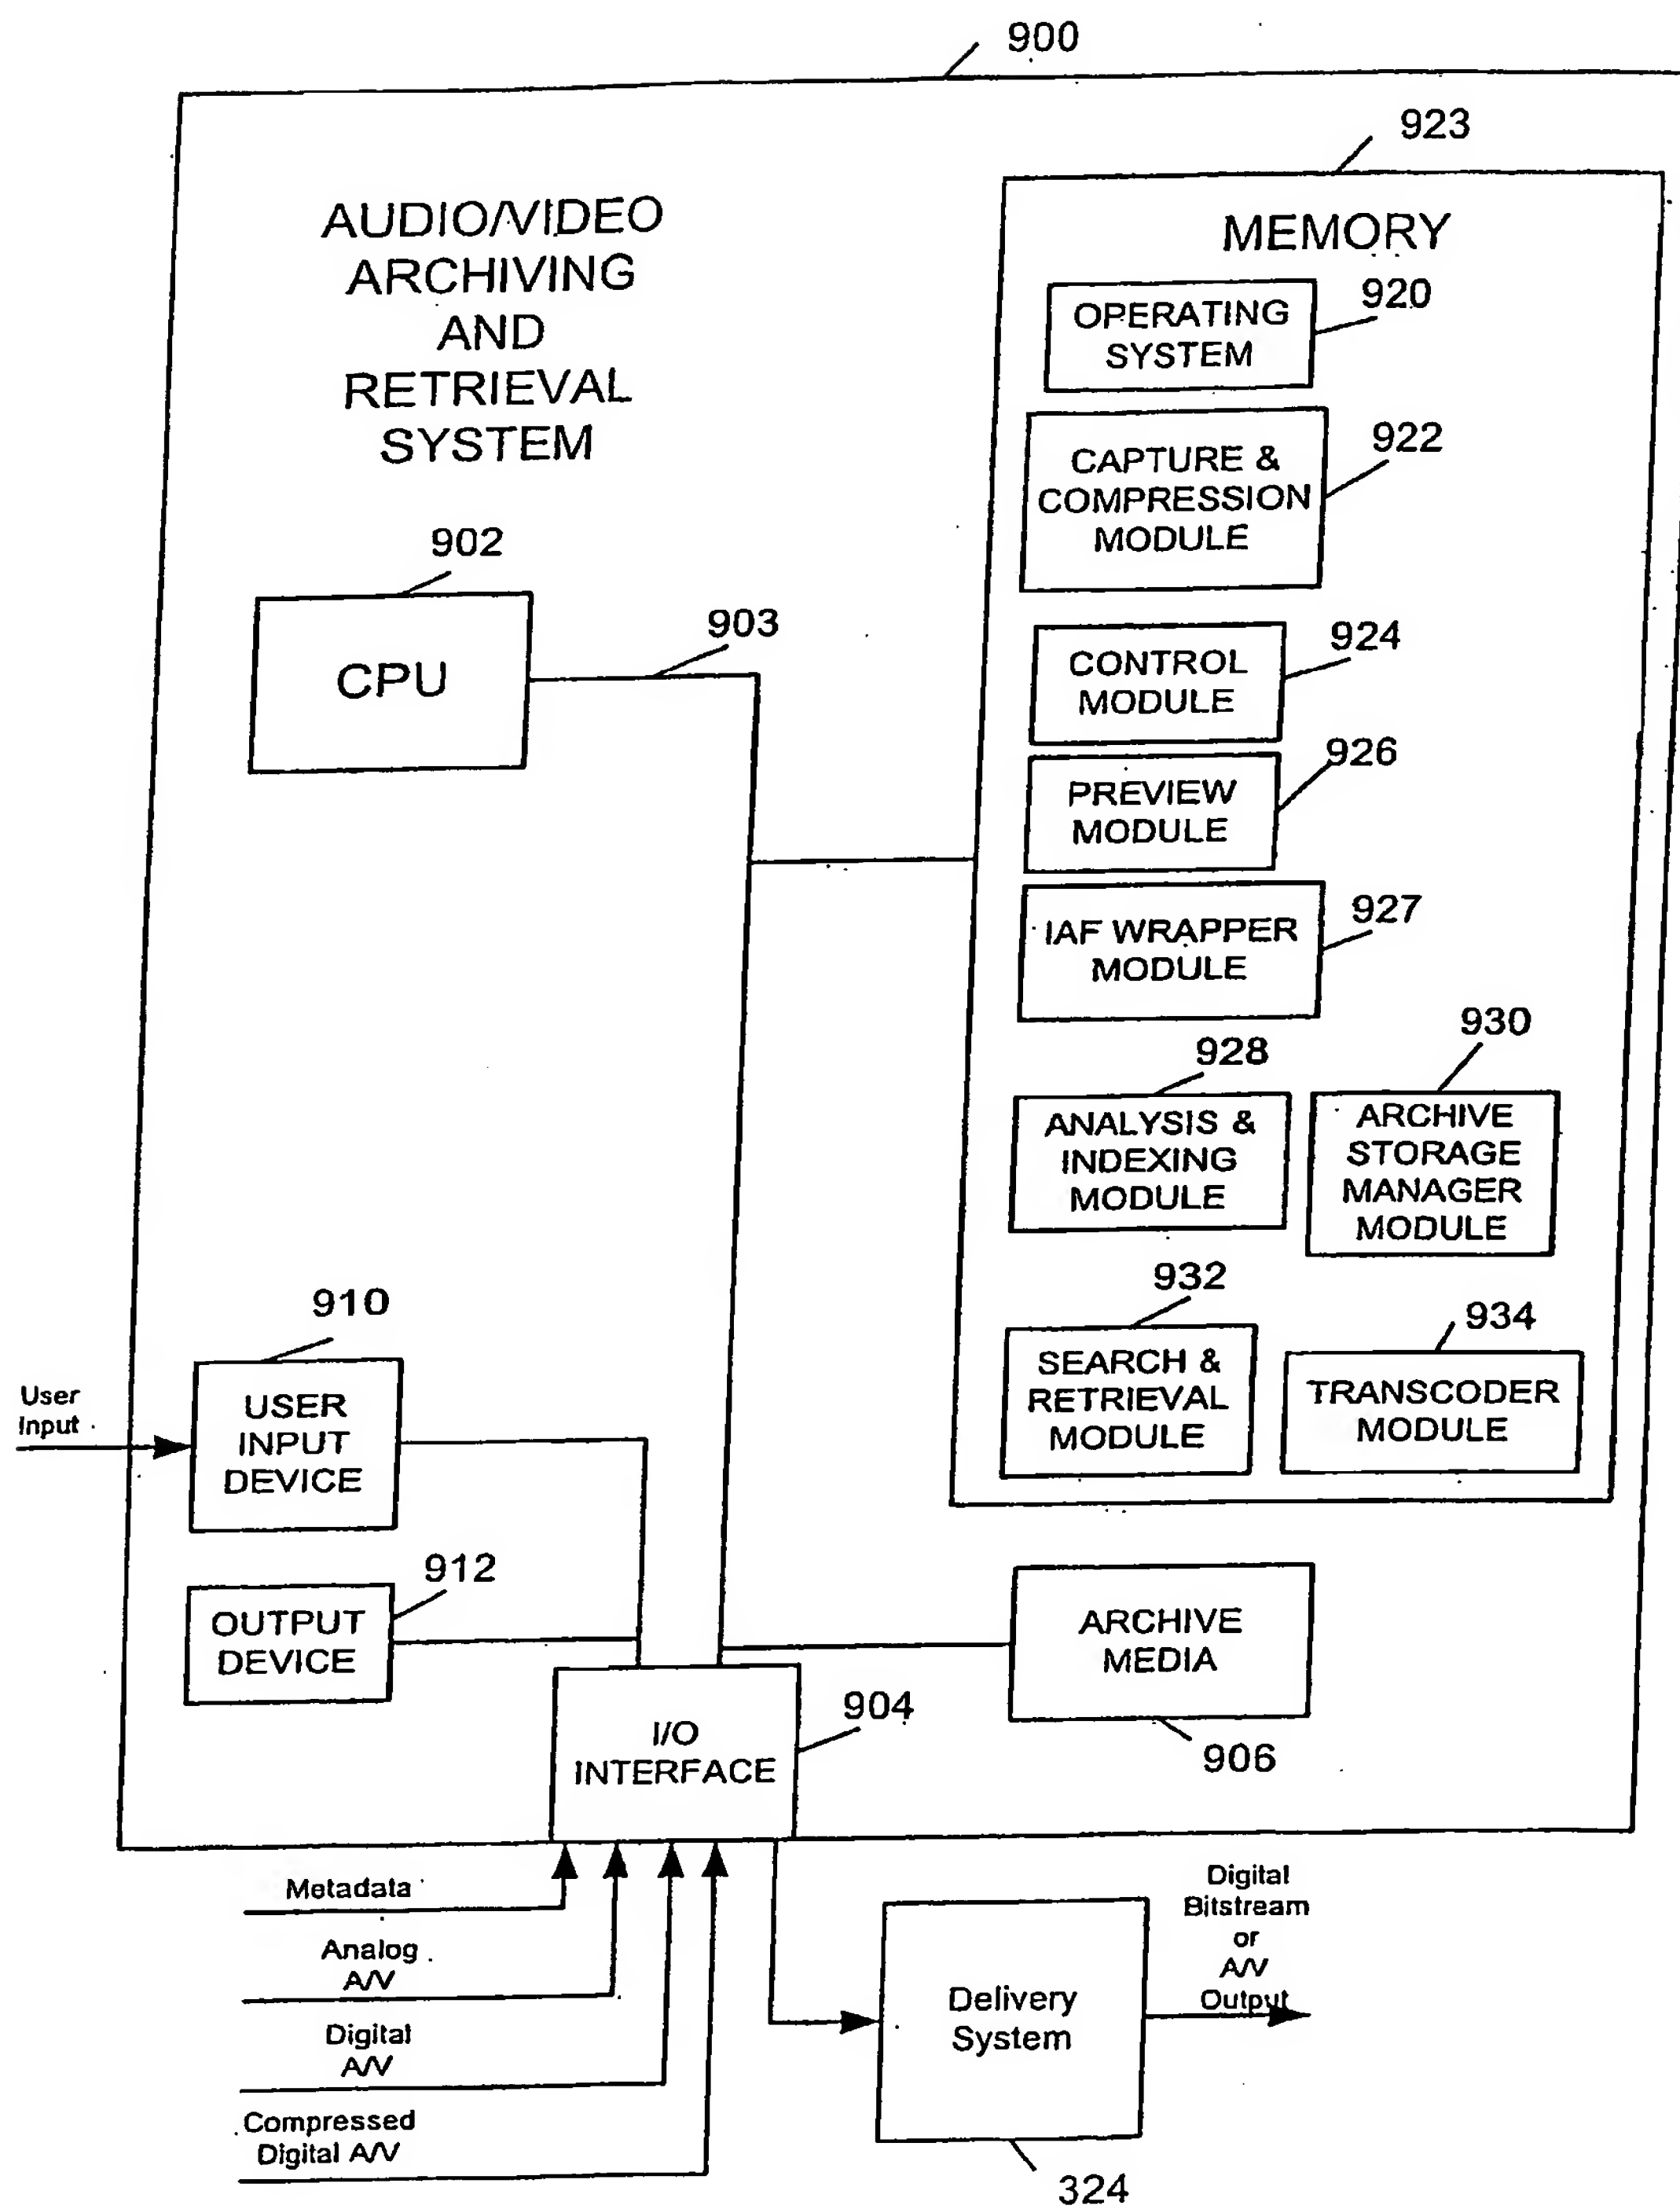 900
923
AUDIO/VIDEO
ARCHIVING
AND
RETRIEVAL
SYSTEM
MEMORY
920
OPERATING
SYSTEM
922
CAPTURE &
COMPRESSION
MODULE
902
CPU
903
924
CONTROL
MODULE
926
PREVIEW
MODULE
927
IAF WRAPPER
MODULE
928
ANALYSIS &
INDEXING
MODULE
930
ARCHIVE
STORAGE
MANAGER
MODULE
932
SEARCH &
RETRIEVAL
MODULE
934
TRANSCODER
MODULE
910
User
Input
USER
INPUT
DEVICE
912
OUTPUT
DEVICE
ARCHIVE
MEDIA
906
904
I/O
INTERFACE
Metadata
Analog
A/V
Digital
A/V
Compressed
Digital A/V
Delivery
System
324
Digital
Bitstream
or
A/V
Output